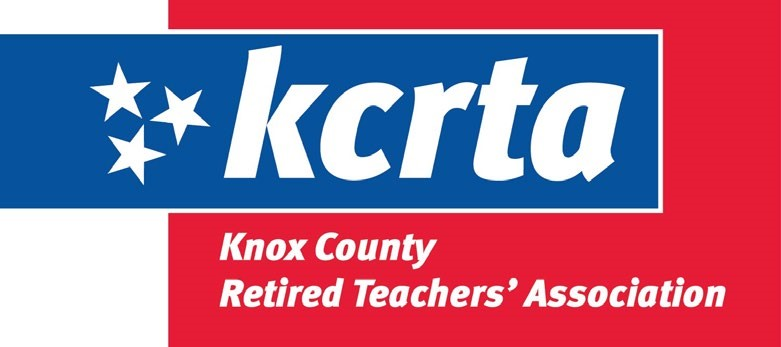 kcrta
Knox County
Retired Teachers’ Association